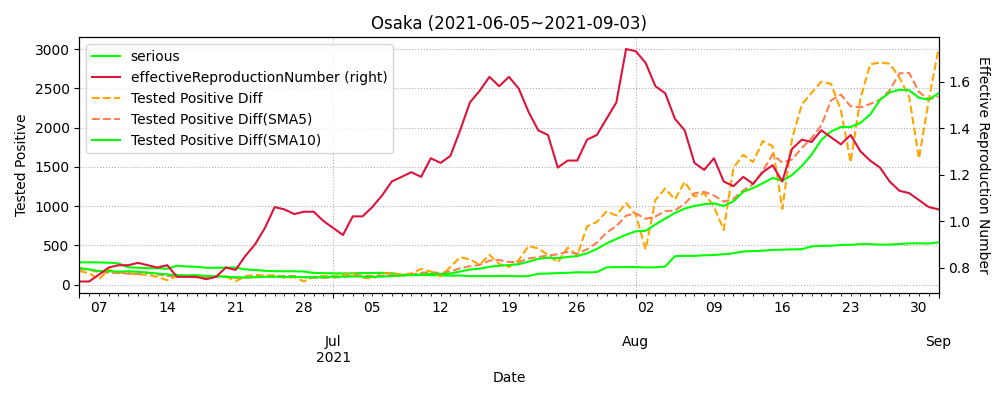 Osaka (2021-06-05~2021-09-03)
serious
effectiveReproductionNumber (right)
Tested Positive Diff
Tested Positive Diff(SMA5)
Tested Positive Diff(SMA10)
Tested Positive
3000
2500
2000
1500
1000
500
0
1.6
1.4
1.2
1.0
0.8
Effective Reproduction Number
07 14 21 28 05 12 19 26 02 09 16 23 30
Jul Aug Sep
2021
Date